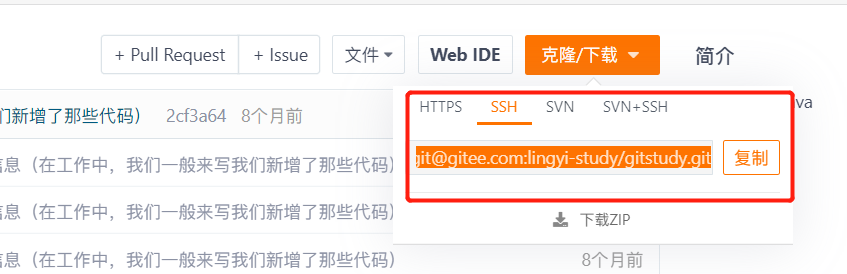 + Pull Request + Issue 文件 Web IDE 克隆/下载 简介
HTTPS SSH SVN SVN+SSH va
们新增了那些代码） 2cf3a64 8个月前
git@gitee.com:lingyi-study/gitstudy.git 复制
信息（在工作中，我们一般来写我们新增了那些代码）
信息（在工作中，我们一般来写我们新增了那些代码）
下载ZIP
信息（在工作中，我们一般来写我们新增了那些代码） 8个月前